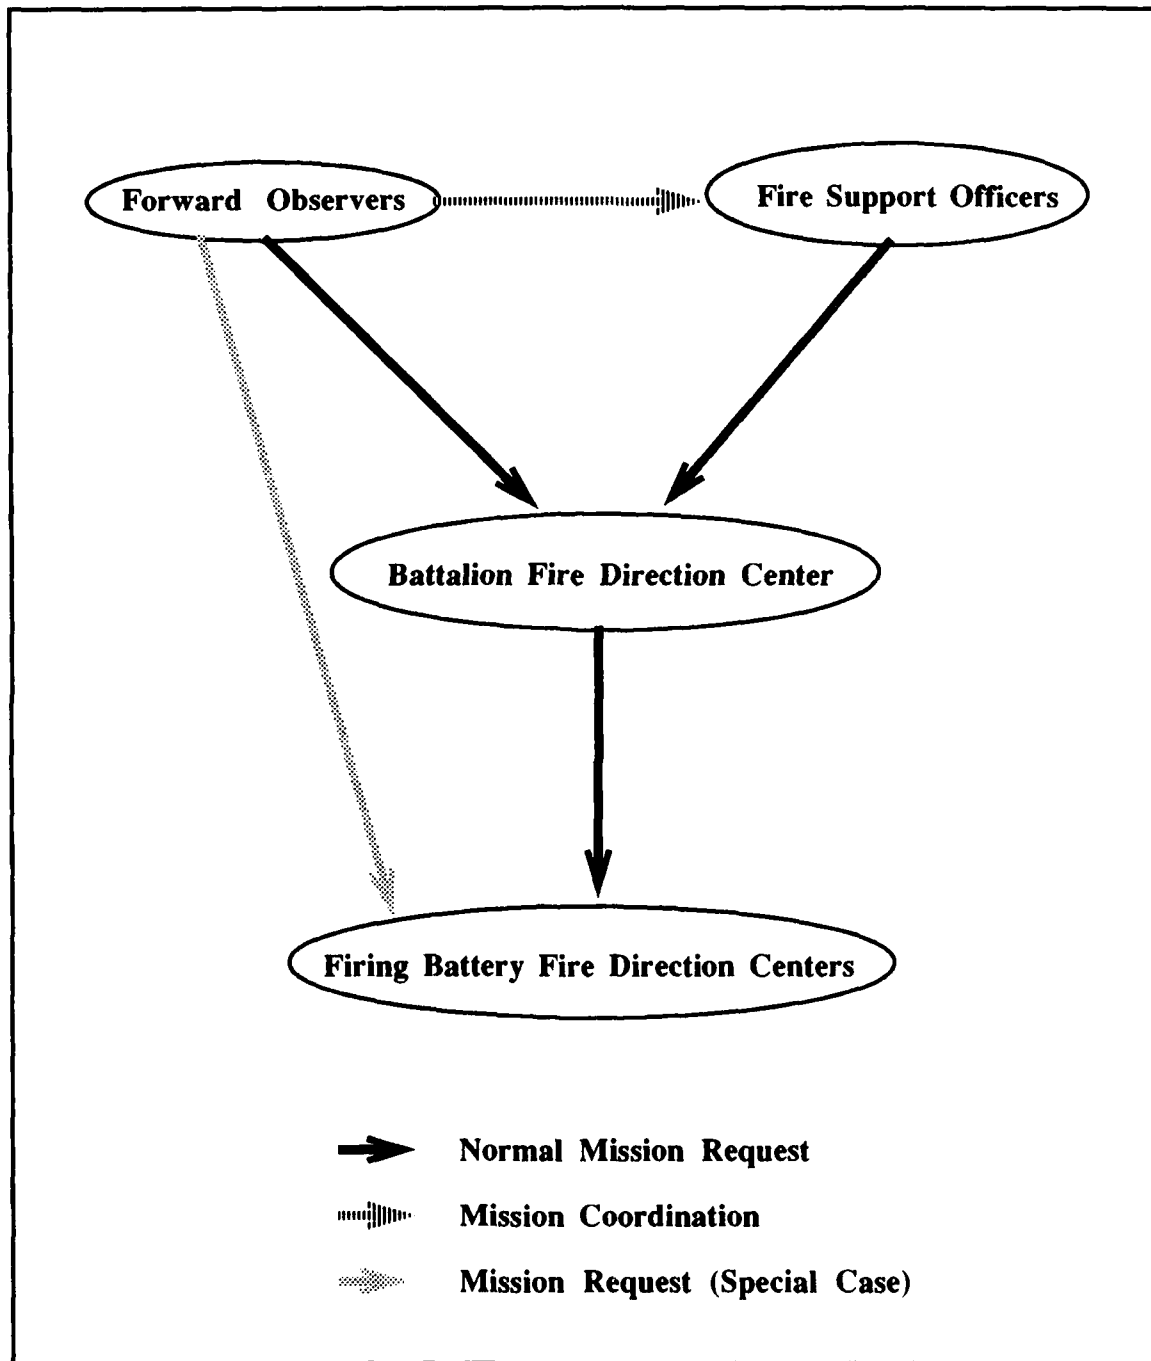 Forward Observers
Fire Support Officers
Battalion Fire Direction Center
Firing Battery Fire Direction Centers
Normal Mission Request
Mission Coordination
Mission Request (Special Case)